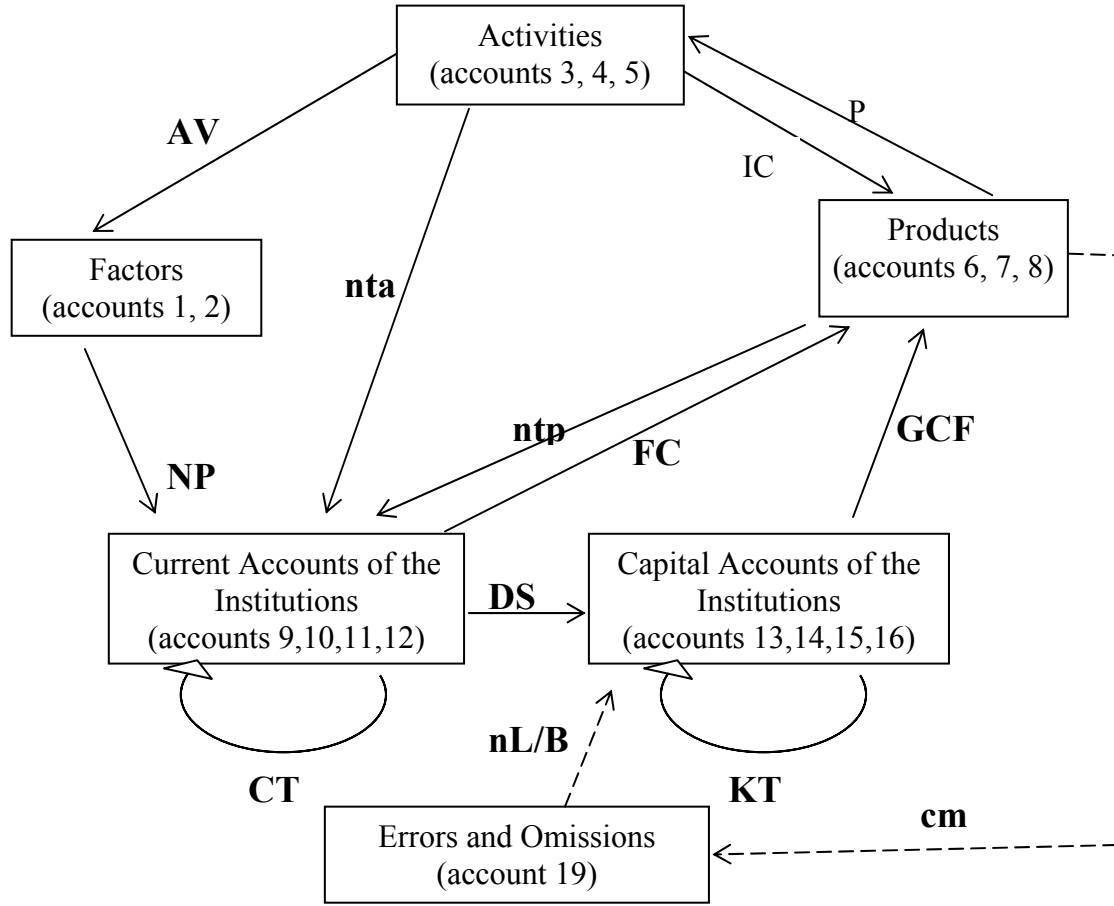 Activities
(accounts 3, 4, 5)
P
AV
IC
Products
(accounts 6, 7, 8)
Factors
(accounts 1, 2)
nta
ntp
FC
GCF
NP
Current Accounts of the
Institutions
(accounts 9,10,11,12)
DS
Capital Accounts of the
Institutions
(accounts 13,14,15,16)
nL/B
CT
KT
cm
Errors and Omissions
(account 19)